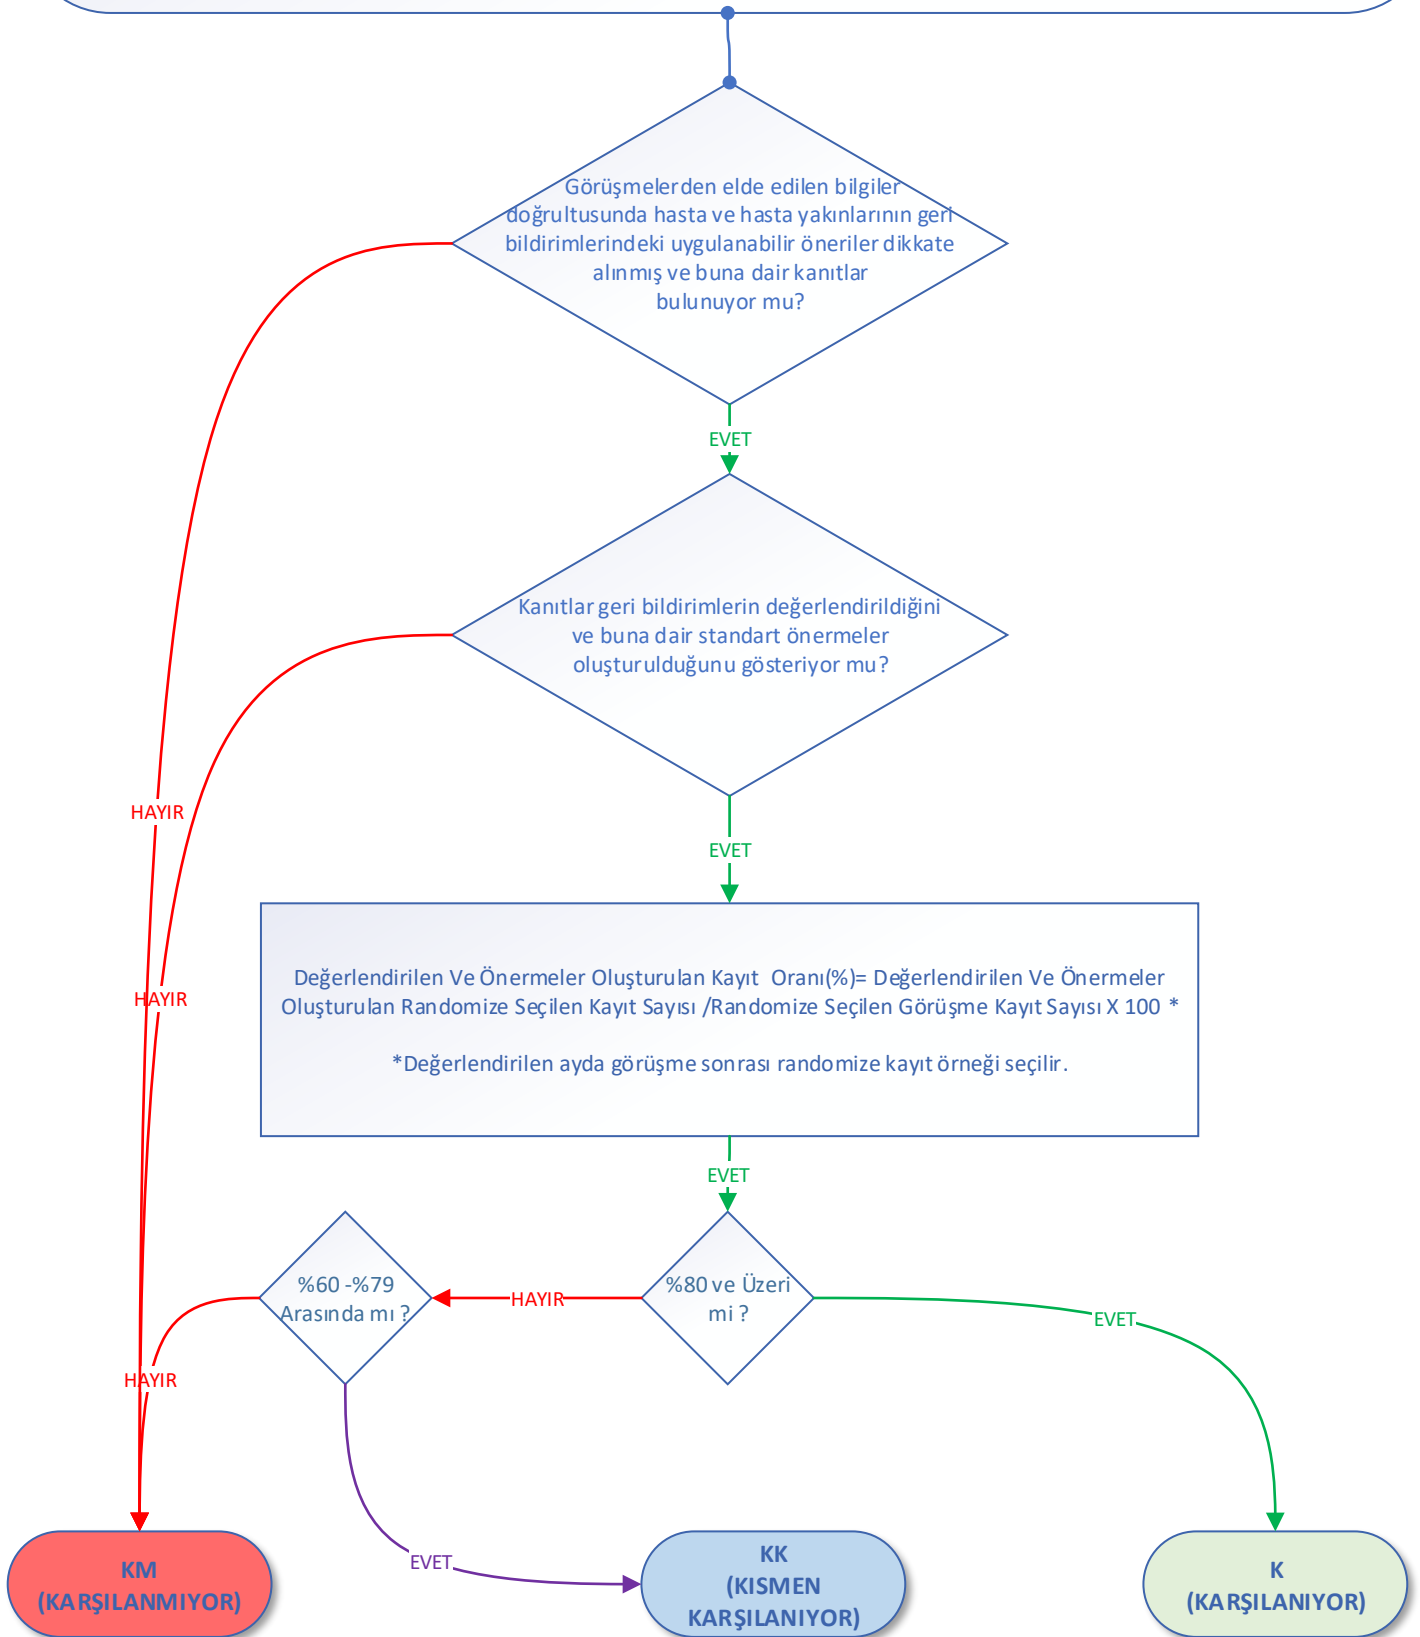 Görüşmelerden elde edilen bilgiler
doğrultusunda hasta ve hasta yakınlarının geri
bildirimlerindeki uygulanabilir öneriler dikkate
alınmış ve buna dair kanıtlar
bulunuyor mu?
EVET
Kanıtlar geri bildirimlerin değerlendirildiğini
ve buna dair standart önermeler
oluşturulduğunu gösteriyor mu?
HAYIR
EVET
HAYIR
Değerlendirilen Ve Önermeler Oluşturulan Kayıt Oranı(%)= Değerlendirilen Ve Önermeler
Oluşturulan Randomize Seçilen Kayıt Sayısı /Randomize Seçilen Görüşme Kayıt Sayısı X 100 *
*Değerlendirilen ayda görüşme sonrası randomize kayıt örneği seçilir.
EVET
%60 -%79
Arasında mı ?
HAYIR
%80 ve Üzeri
mi ?
EVET
HAYIR
EVET
KM
(KARŞILANMIYOR)
KK
(KISMEN
KARŞILANIYOR)
K
(KARŞILANIYOR)